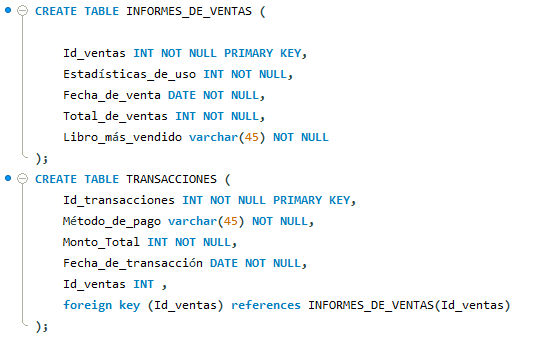 CREATE TABLE INFORMES_DE_VENTAS (
Id_ventas INT NOT NULL PRIMARY KEY,
Estadísticas_de_uso INT NOT NULL,
Fecha_de_venta DATE NOT NULL,
Total_de_ventas INT NOT NULL,
Libro_más_vendido varchar(45) NOT NULL
);
CREATE TABLE TRANSACCIONES (
Id_transacciones INT NOT NULL PRIMARY KEY,
Método_de_pago varchar(45) NOT NULL,
Monto_Total INT NOT NULL,
Fecha_de_transacción DATE NOT NULL,
Id_ventas INT ,
foreign key (Id_ventas) references INFORMES_DE_VENTAS(Id_ventas)
);